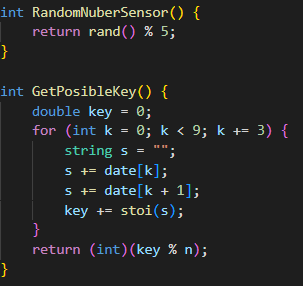 int RandomNuberSensor() {
    return rand() % 5;
}

int GetPosibleKey() {
    double key = 0;
    for (int k = 0; k < 9; k += 3) {
        string s = "";
        s += date[k];
        s += date[k + 1];
        key += stoi(s);
    }
    return (int)(key % n);
}